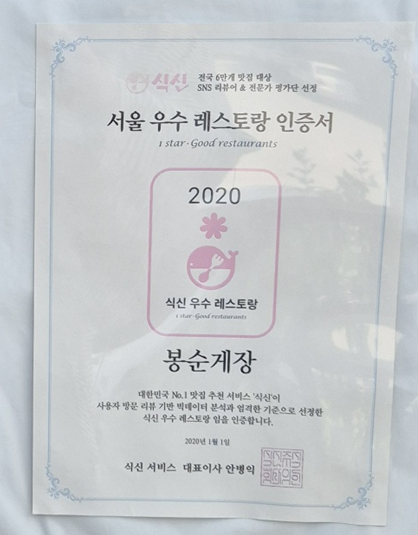 식신 전국 6만개 맛집 대상
SNS 리뷰어 & 전문가 평가단 선정
서울 우수 레스토랑 인증서
1 star·Good restaurants
2020
식신 우수 레스토랑
1 star·Good restaurants
봉순게장
대한민국 No.1 맛집 추천 서비스 '식신'이
사용자 방문 리뷰 기반 빅데이터 분석과 엄격한 기준으로 선정한
식신 우수 레스토랑 임을 인증합니다.
2020년 1월 1일
식신 서비스 대표이사 안병익